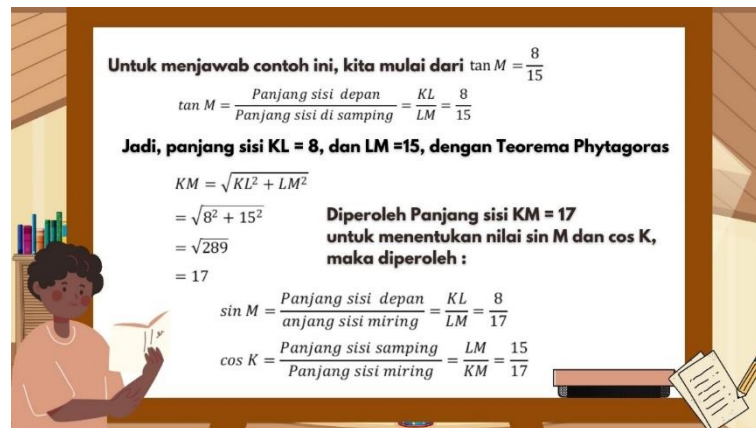 Untuk menjawab contoh ini, kita mulai dari tan M = 8/15
tan M = Panjang sisi depan / Panjang sisi di samping = KL / LM = 8 / 15
Jadi, panjang sisi KL = 8, dan LM =15, dengan Teorema Phytagoras
KM = √(KL² + LM²)
= √(8² + 15²)
= √289
= 17
Diperoleh Panjang sisi KM = 17
untuk menentukan nilai sin M dan cos K,
maka diperoleh :
sin M = Panjang sisi depan / anjang sisi miring = KL / LM = 8 / 17
cos K = Panjang sisi samping / Panjang sisi miring = LM / KM = 15 / 17